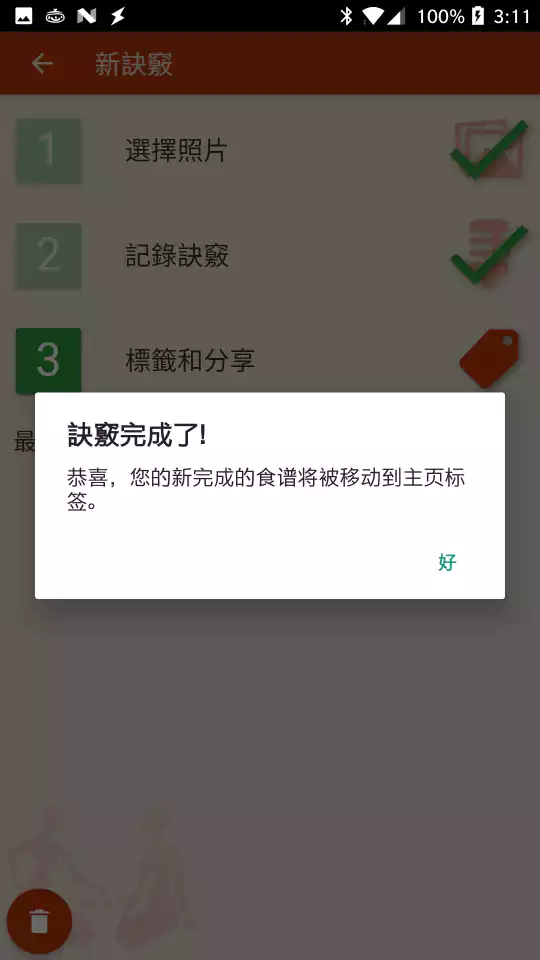 100% 3:11
新訣竅
1 選擇照片
2 記錄訣竅
3 標籤和分享
最
訣竅完成了!
恭喜，您的新完成的食谱将被移动到主页标
签。
好